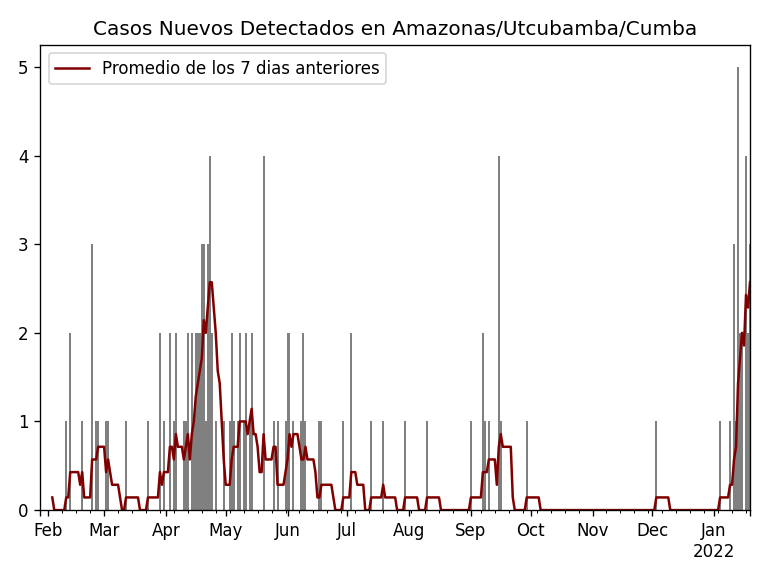 Casos Nuevos Detectados en Amazonas/Utcubamba/Cumba
Promedio de los 7 dias anteriores
5
4
3
2
1
0
Feb Mar Apr May Jun Jul Aug Sep Oct Nov Dec Jan
2022